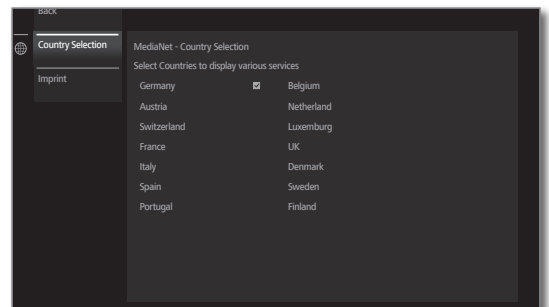 Back
Country Selection
Imprint
MediaNet - Country Selection
Select Countries to display various services
Germany Belgium
Austria Netherland
Switzerland Luxemburg
France UK
Italy Denmark
Spain Sweden
Portugal Finland